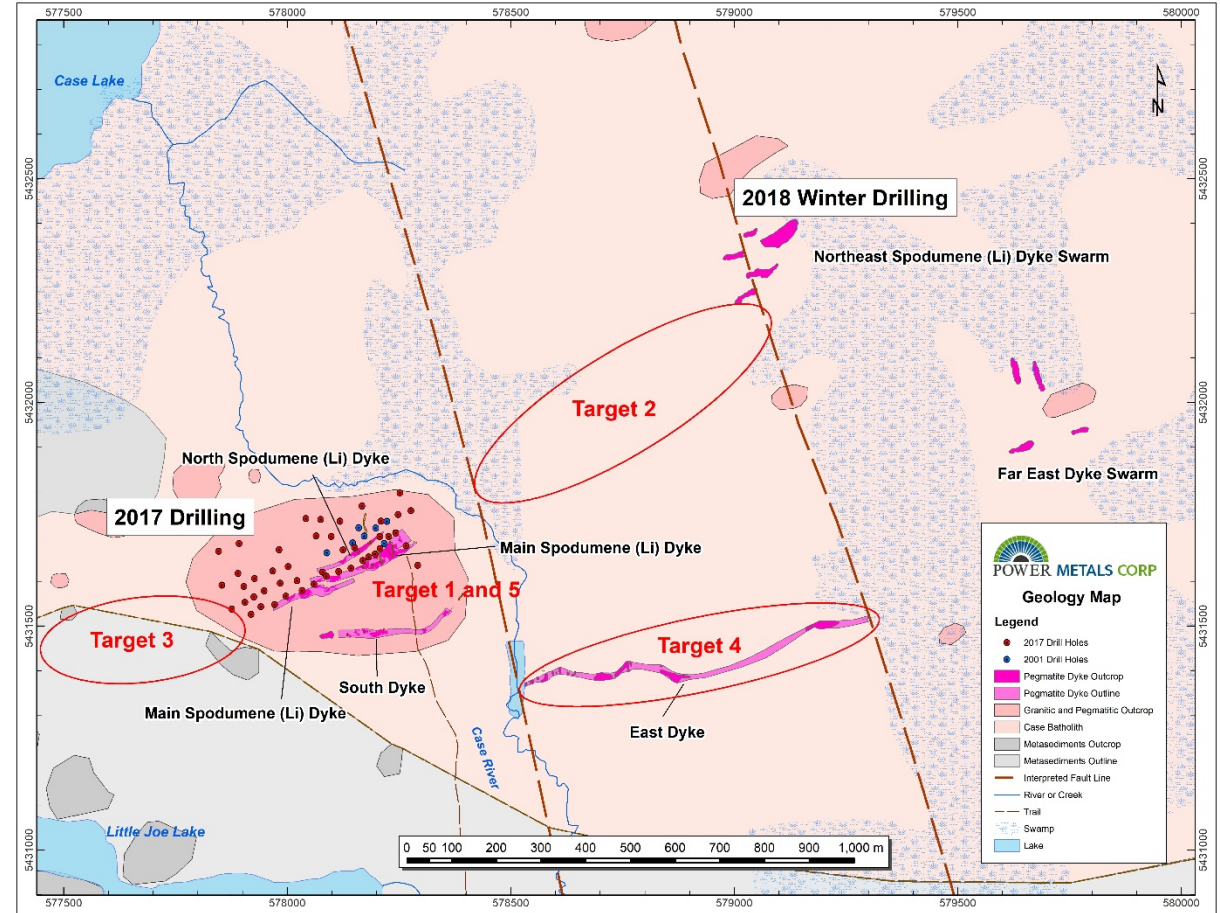 577500 578000 578500 579000 579500 580000
Case Lake
N
5432500
5432500
2018 Winter Drilling
Northeast Spodumene (Li) Dyke Swarm
5432000
5432000
Target 2
North Spodumene (Li) Dyke
Far East Dyke Swarm
2017 Drilling
Main Spodumene (Li) Dyke
Target 1 and 5
5431500
5431500
Target 3
Target 4
South Dyke
Main Spodumene (Li) Dyke
East Dyke
Case River
Little Joe Lake
5431000
5431000
0 50 100 200 300 400 500 600 700 800 900 1,000 m
POWER METALS CORP
Geology Map
Legend
2017 Drill Holes
2001 Drill Holes
Pegmatite Dyke Outcrop
Pegmatite Dyke Outline
Granitic and Pegmatitic Outcrop
Case Batholith
Metasediments Outcrop
Metasediments Outline
Interpreted Fault Line
River or Creek
Trail
Swamp
Lake
577500 578000 578500 579000 579500 580000